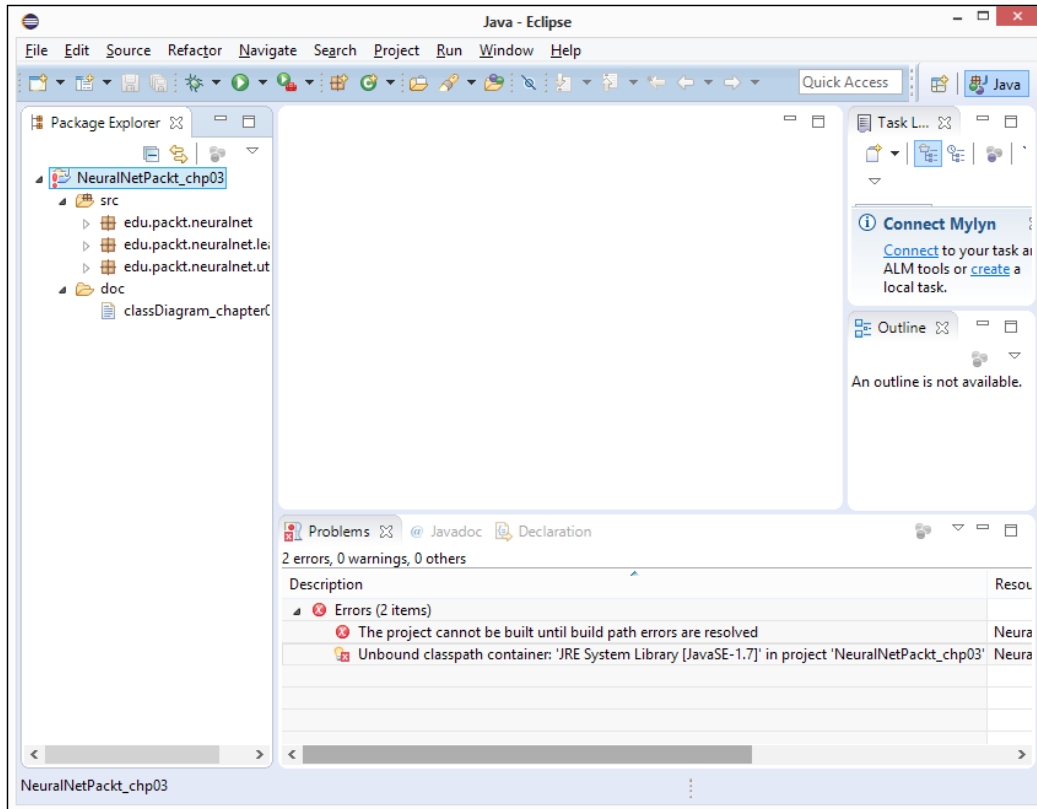 Java - Eclipse
File Edit Source Refactor Navigate Search Project Run Window Help
Quick Access
Java
Package Explorer
NeuralNetPackt_chp03
src
edu.packt.neuralnet
edu.packt.neuralnet.lea
edu.packt.neuralnet.ut
doc
classDiagram_chapter0
Task L...
Connect Mylyn
Connect to your task an
ALM tools or create a
local task.
Outline
An outline is not available.
Problems @ Javadoc Declaration
2 errors, 0 warnings, 0 others
Description Resou
Errors (2 items)
The project cannot be built until build path errors are resolved Neura
Unbound classpath container: 'JRE System Library [JavaSE-1.7]' in project 'NeuralNetPackt_chp03' Neura
NeuralNetPackt_chp03